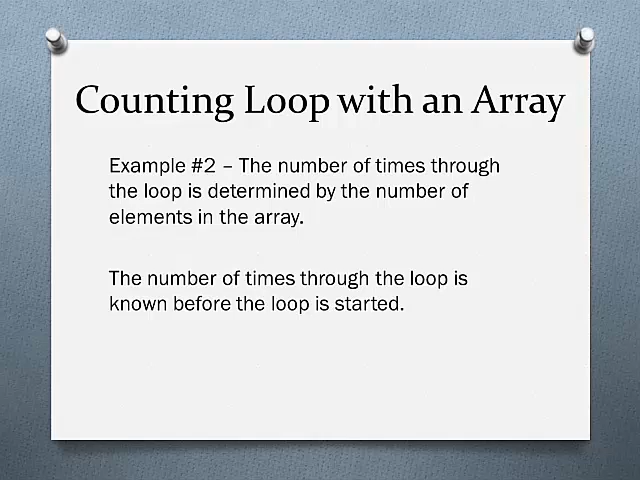 Counting Loop with an Array
Example #2 – The number of times through
the loop is determined by the number of
elements in the array.
The number of times through the loop is
known before the loop is started.